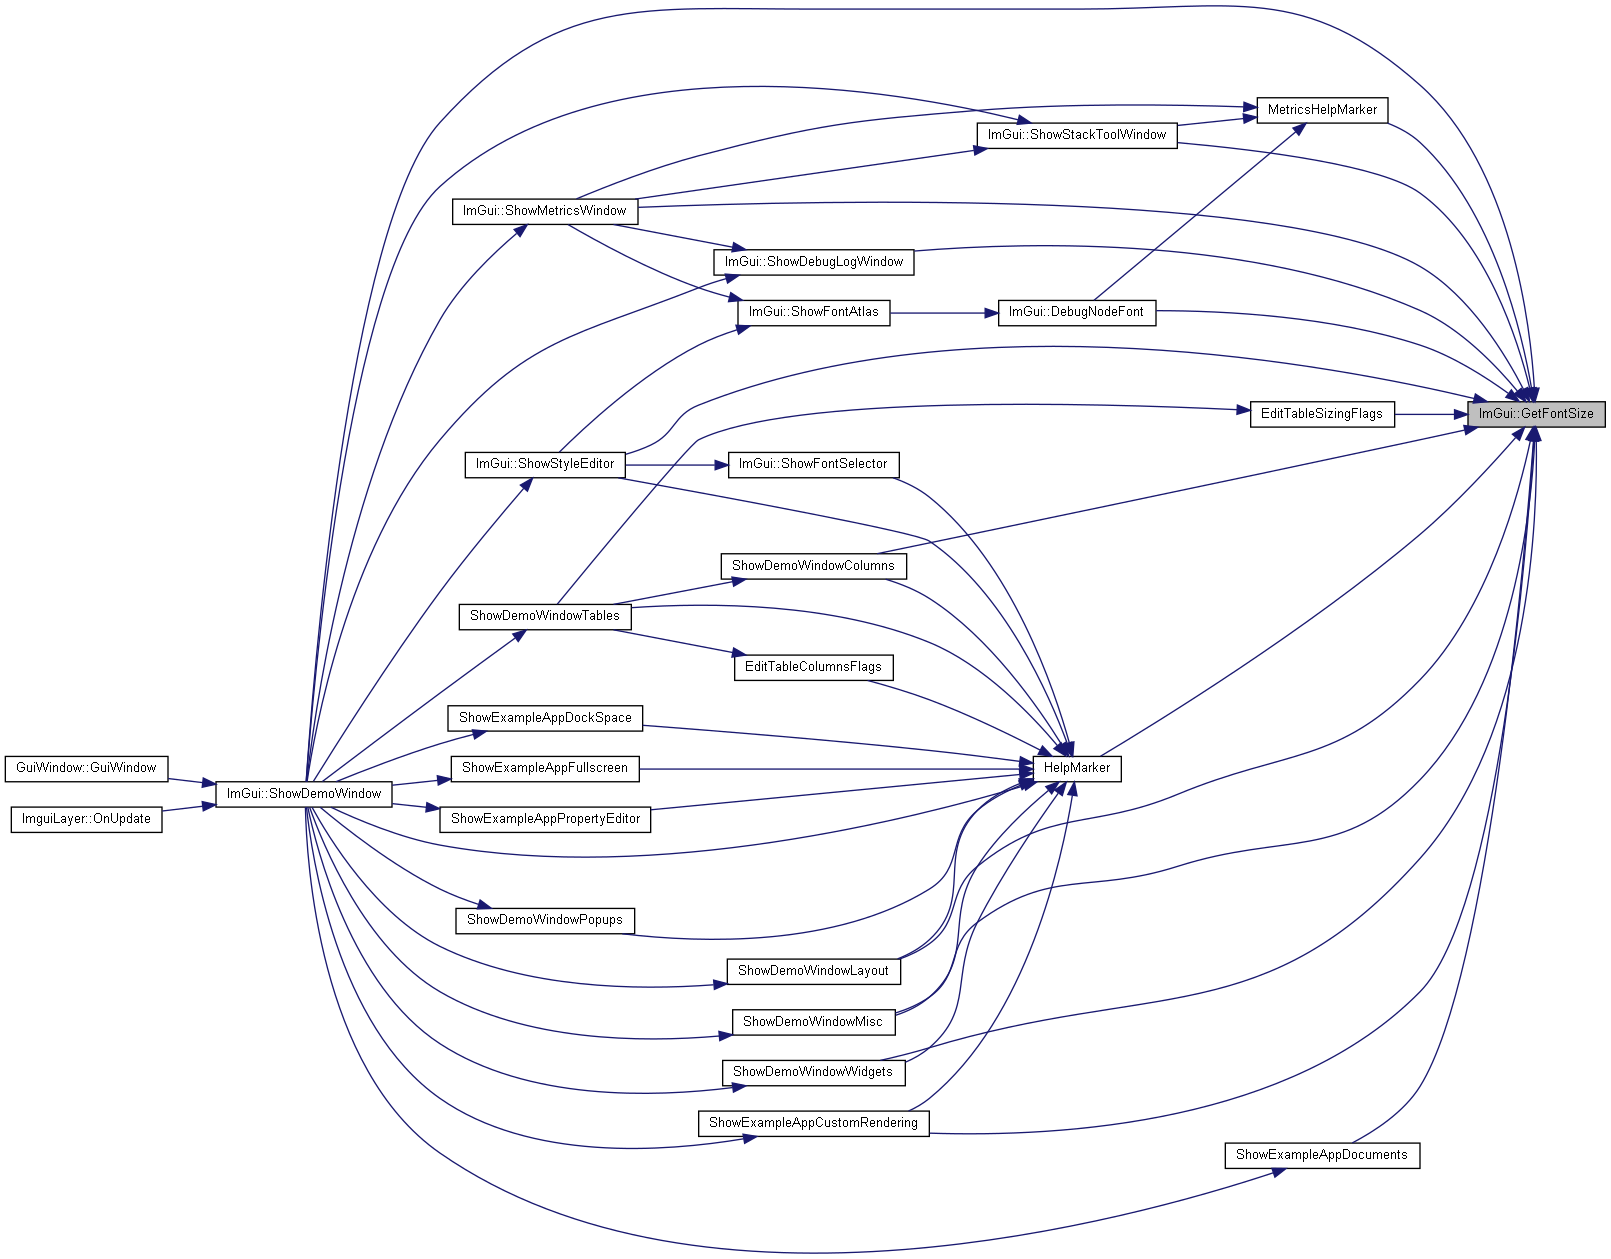 MetricsHelpMarker
ImGui::ShowStackToolWindow
ImGui::ShowMetricsWindow
ImGui::ShowDebugLogWindow
ImGui::ShowFontAtlas
ImGui::DebugNodeFont
EditTableSizingFlags
ImGui::GetFontSize
ImGui::ShowStyleEditor
ImGui::ShowFontSelector
ShowDemoWindowColumns
ShowDemoWindowTables
EditTableColumnsFlags
ShowExampleAppDockSpace
GuiWindow::GuiWindow
ShowExampleAppFullscreen
HelpMarker
ImGui::ShowDemoWindow
ImguiLayer::OnUpdate
ShowExampleAppPropertyEditor
ShowDemoWindowPopups
ShowDemoWindowLayout
ShowDemoWindowMisc
ShowDemoWindowWidgets
ShowExampleAppCustomRendering
ShowExampleAppDocuments